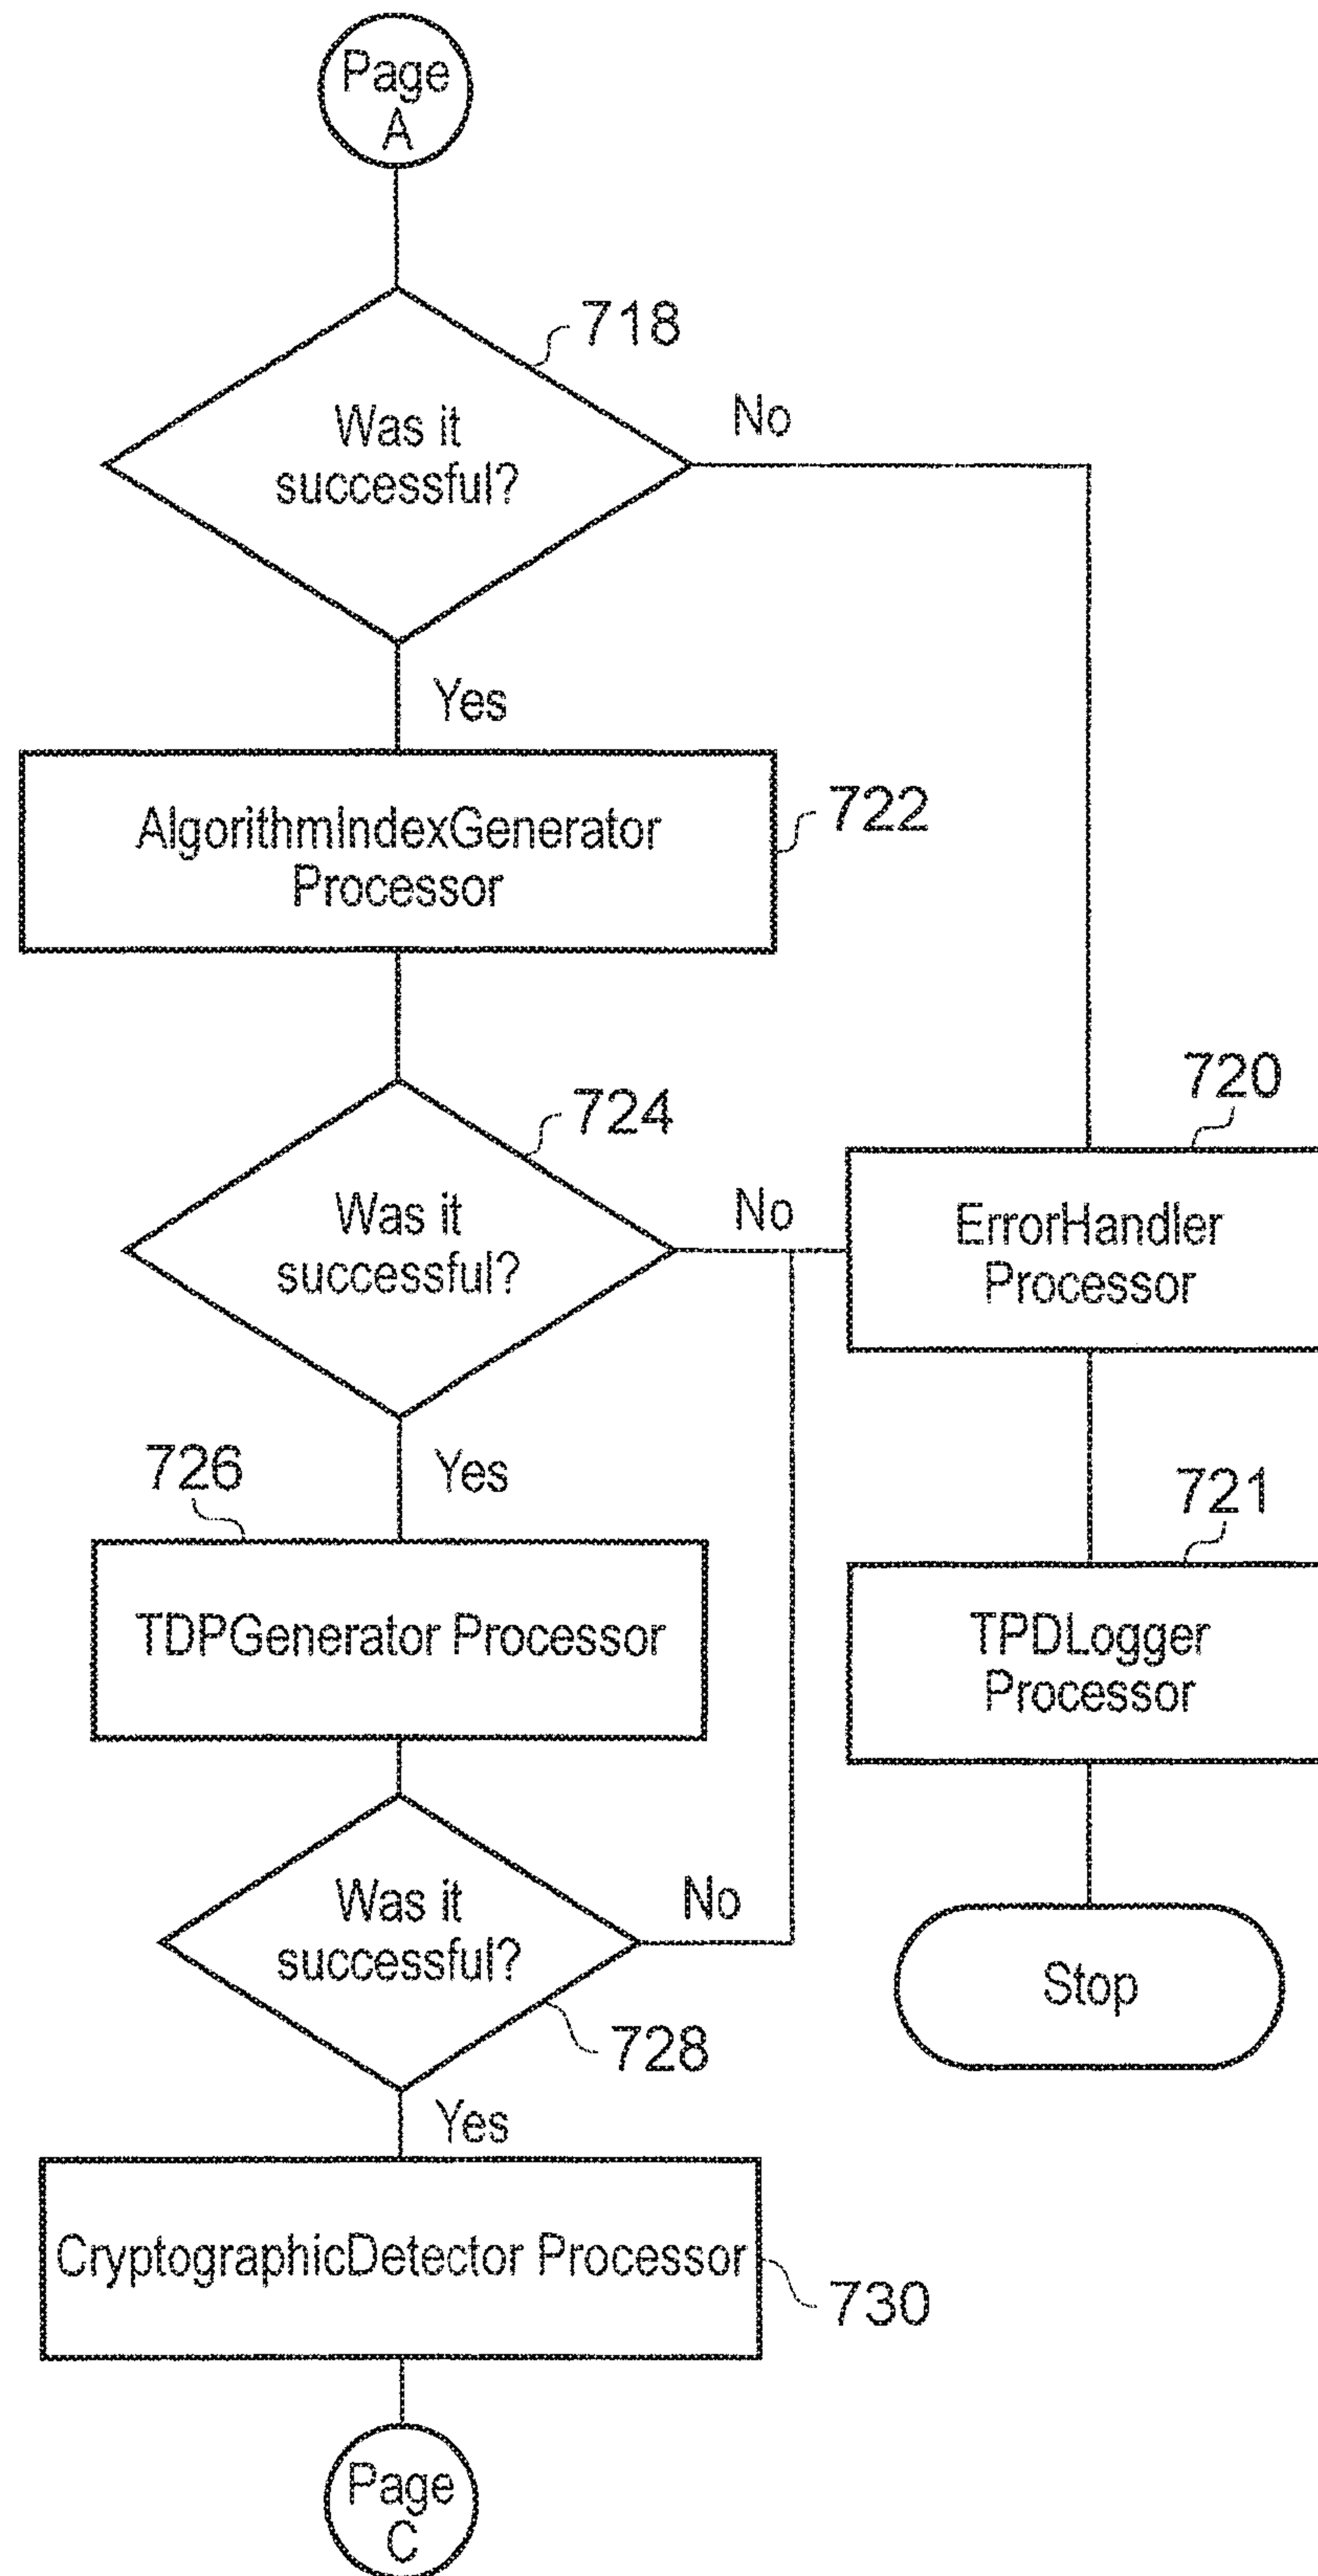 Page
A
718
Was it
successful?
No
Yes
AlgorithmIndexGenerator
Processor
722
724
Was it
successful?
No
720
ErrorHandler
Processor
Yes
726
TDPGenerator Processor
721
TPDLogger
Processor
Was it
successful?
No
728
Stop
Yes
CryptographicDetector Processor
730
Page
C